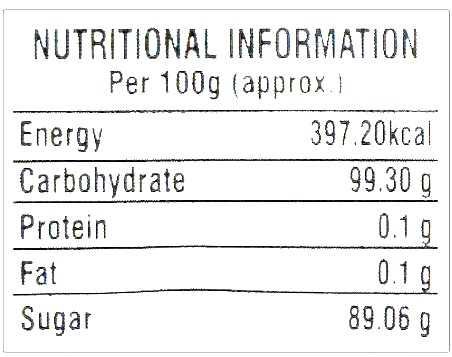 NUTRITIONAL INFORMATION
Per 100g (approx.)
Energy 397.20kcal
Carbohydrate 99.30 g
Protein 0.1 g
Fat 0.1 g
Sugar 89.06 g